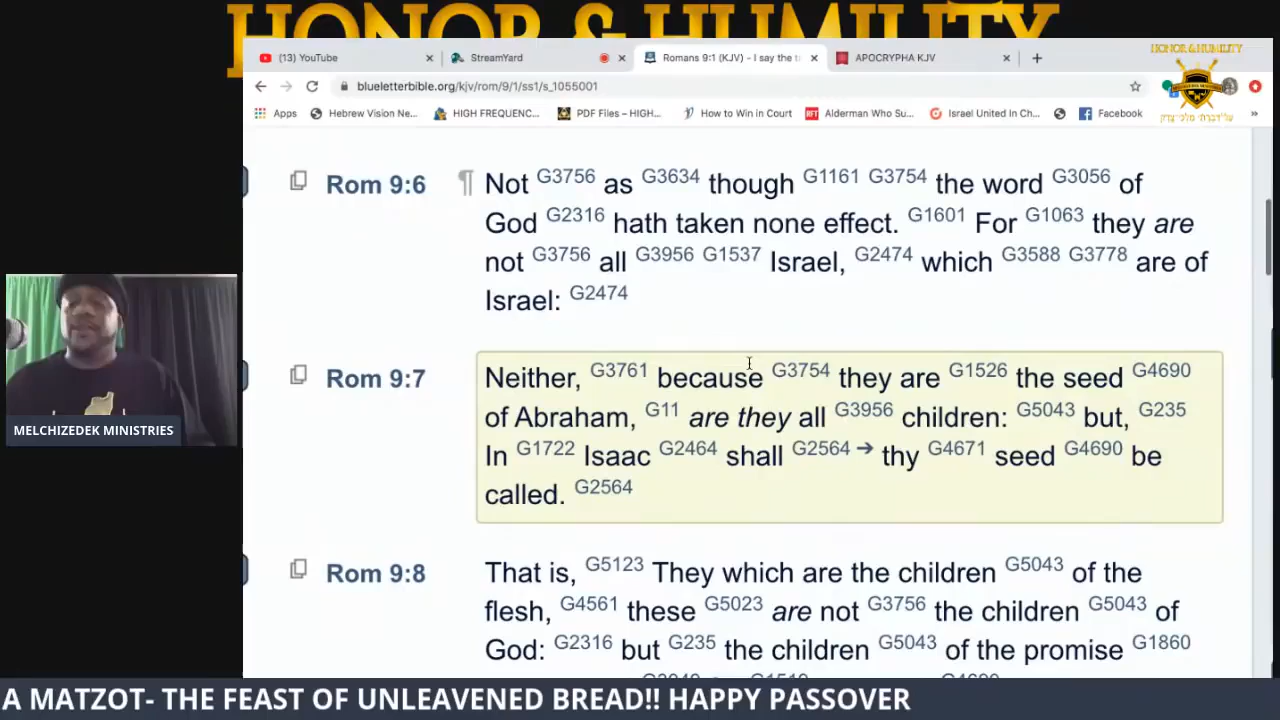 HONOR & HUMILITY
(13) YouTube
StreamYard
Romans 9:1 (KJV) - I say the t
APOCRYPHA KJV
HONOR & HUMILITY
blueletterbible.org/kjv/rom/9/1/ss1/s_1055001
Apps
Hebrew Vision Ne...
HIGH FREQUENC...
PDF Files – HIGH...
How to Win in Court
RFT
Alderman Who Su...
Israel United In Ch...
Facebook
»
Rom 9:6
¶ Not G3756 as G3634 though G1161 G3754 the word G3056 of
God G2316 hath taken none effect. G1601 For G1063 they are
not G3756 all G3956 G1537 Israel, G2474 which G3588 G3778 are of
Israel: G2474
Rom 9:7
Neither, G3761 because G3754 they are G1526 the seed G4690
of Abraham, G11 are they all G3956 children: G5043 but, G235
In G1722 Isaac G2464 shall G2564 ➔ thy G4671 seed G4690 be
called. G2564
Rom 9:8
That is, G5123 They which are the children G5043 of the
flesh, G4561 these G5023 are not G3756 the children G5043 of
God: G2316 but G235 the children G5043 of the promise G1860
MELCHIZEDEK MINISTRIES
A MATZOT- THE FEAST OF UNLEAVENED BREAD!! HAPPY PASSOVER